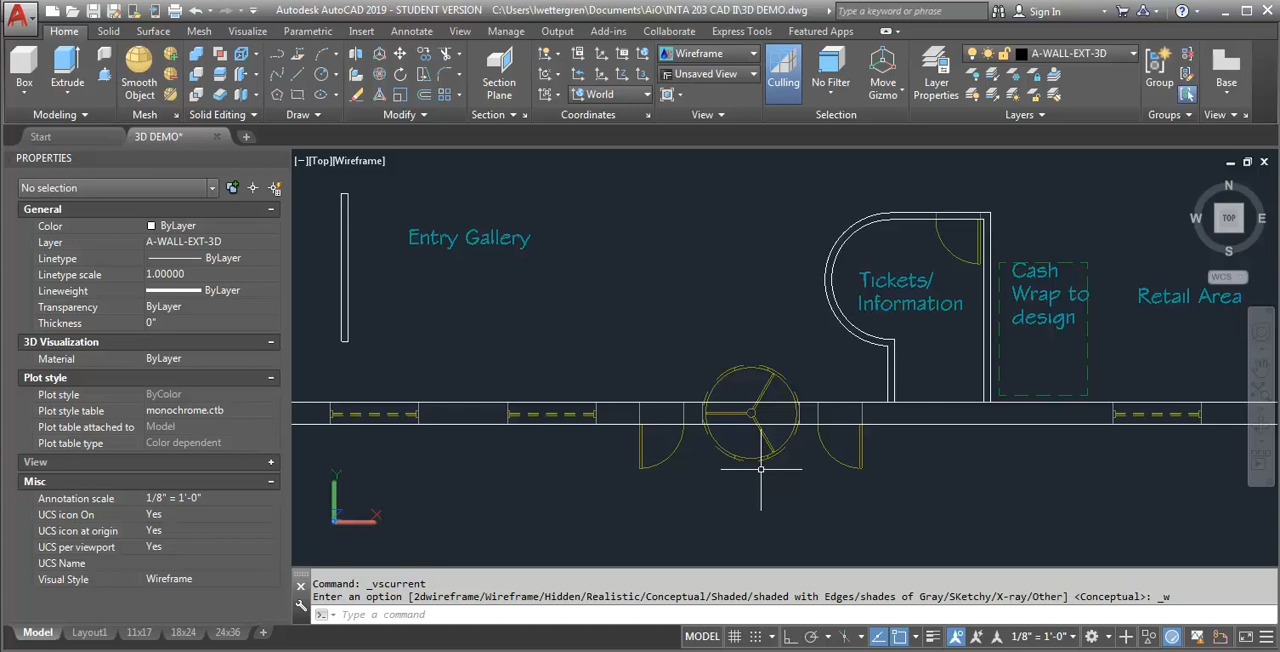 Autodesk AutoCAD 2019 - STUDENT VERSION C:\Users\lwettergren\Documents\AiO\INTA 203 CAD II\3D DEMO.dwg Type a keyword or phrase Sign In
Home Solid Surface Mesh Visualize Parametric Insert Annotate View Manage Output Add-ins Collaborate Express Tools Featured Apps
Box Extrude Smooth Object Section Plane Wireframe Unsaved View World Culling No Filter Move Gizmo Layer Properties A-WALL-EXT-3D Group Base
Modeling Mesh Solid Editing Draw Modify Section Coordinates View Selection Layers Groups View
Start 3D DEMO*
PROPERTIES
No selection
General
Color ByLayer
Layer A-WALL-EXT-3D
Linetype ByLayer
Linetype scale 1.00000
Lineweight ByLayer
Transparency ByLayer
Thickness 0"
3D Visualization
Material ByLayer
Plot style
Plot style ByColor
Plot style table monochrome.ctb
Plot table attached to Model
Plot table type Color dependent
View
Misc
Annotation scale 1/8" = 1'-0"
UCS icon On Yes
UCS icon at origin Yes
UCS per viewport Yes
UCS Name
Visual Style Wireframe
[−][Top][Wireframe]
Entry Gallery
Tickets/
Information
Cash
Wrap to
design
Retail Area
N
W TOP E
S
WCS
Y
X
Command: _vscurrent
Enter an option [2dwireframe/Wireframe/Hidden/Realistic/Conceptual/Shaded/shaded with Edges/shades of Gray/SKetchy/X-ray/Other] <Conceptual>: _w
Type a command
Model Layout1 11x17 18x24 24x36 +
MODEL 1/8" = 1'-0"